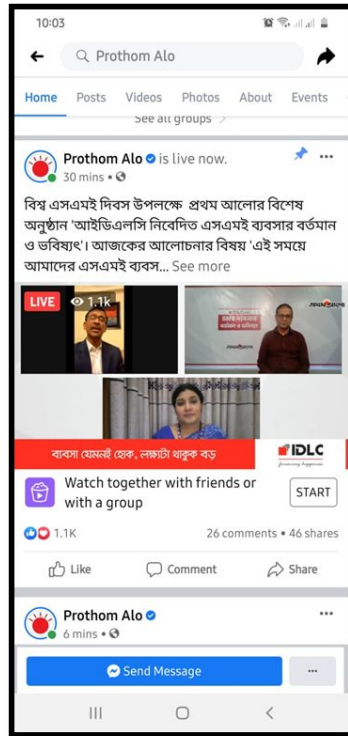 10:03
Prothom Alo
Home Posts Videos Photos About Events
See all groups
Prothom Alo is live now.
30 mins
বিশ্ব এসএমই দিবস উপলক্ষে প্রথম আলোর বিশেষ
অনুষ্ঠান 'আইডিএলসি নিবেদিত এসএমই ব্যবসার বর্তমান
ও ভবিষ্যৎ'। আজকের আলোচনার বিষয় 'এই সময়ে
আমাদের এসএমই ব্যবস... See more
LIVE 1.1k
ব্যবসা যেমনই হোক, লক্ষ্যটা থাকুক বড়
IDLC
Watch together with friends or
with a group
START
1.1K 26 comments • 46 shares
Like Comment Share
Prothom Alo
6 mins
Send Message